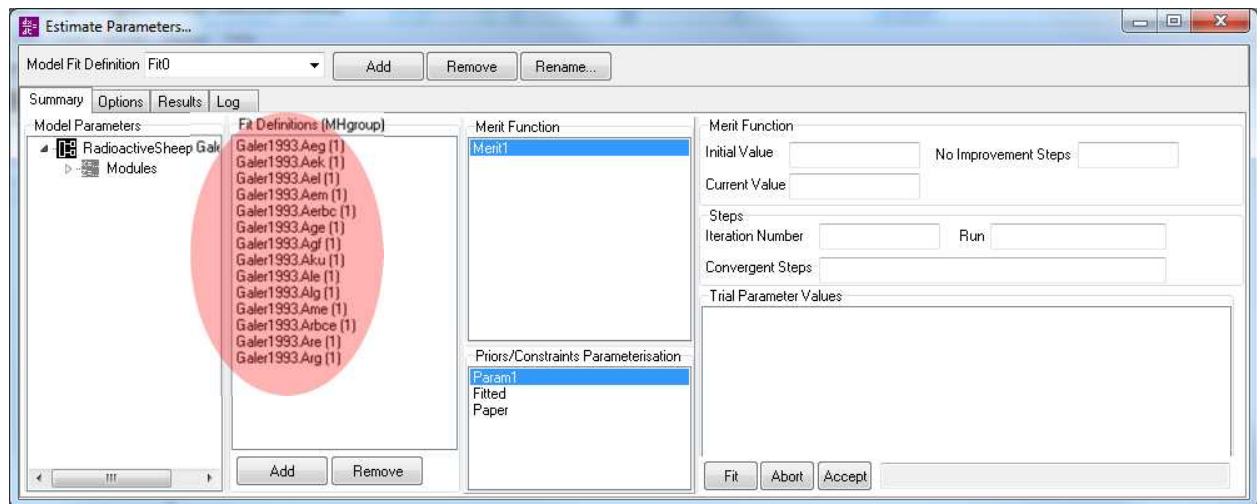 Estimate Parameters...
Model Fit Definition Fit0 Add Remove Rename...
Summary Options Results Log
Model Parameters
RadioactiveSheep Gale
Modules
Fit Definitions (MHgroup)
Galer1993.Aeg (1)
Galer1993.Aek (1)
Galer1993.Ael (1)
Galer1993.Aem (1)
Galer1993.Aerbc (1)
Galer1993.Age (1)
Galer1993.Agf (1)
Galer1993.Aku (1)
Galer1993.Ale (1)
Galer1993.Alg (1)
Galer1993.Ame (1)
Galer1993.Arbce (1)
Galer1993.Are (1)
Galer1993.Arg (1)
Add Remove
Merit Function
Merit1
Priors/Constraints Parameterisation
Param1
Fitted
Paper
Merit Function
Initial Value No Improvement Steps
Current Value
Steps
Iteration Number Run
Convergent Steps
Trial Parameter Values
Fit Abort Accept